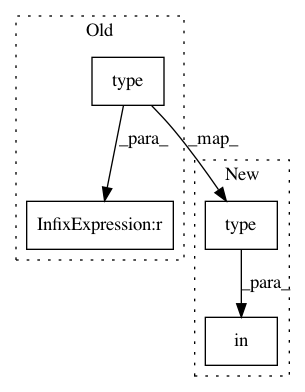 Old
type
_para_
_map_
New
InfixExpression:r
type
_para_
in